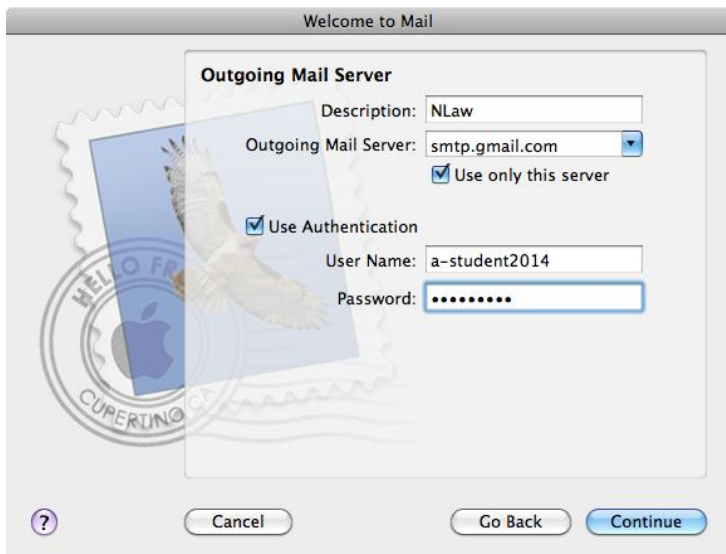 Welcome to Mail
Outgoing Mail Server
Description: NLaw
Outgoing Mail Server: smtp.gmail.com
Use only this server
Use Authentication
User Name: a-student2014
Password: •••••••••
HELLO FR
CUPERTINO CA
? Cancel Go Back Continue